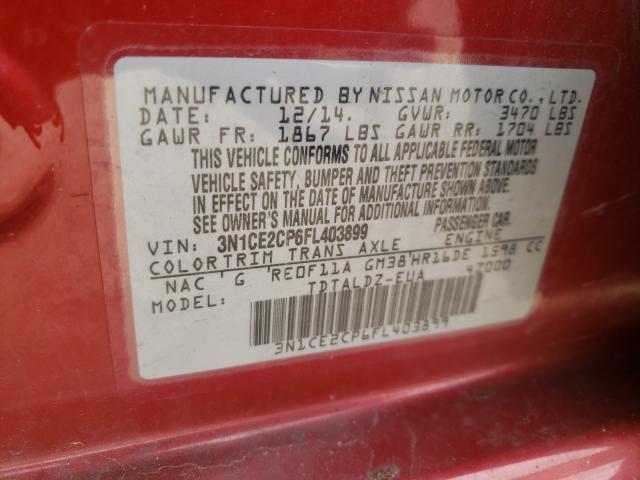 MANUFACTURED BY NISSAN MOTOR CO., LTD.
DATE: 12/14. GVWR: 3470 LBS
GAWR FR: 1867 LBS GAWR RR: 1704 LBS
THIS VEHICLE CONFORMS TO ALL APPLICABLE FEDERAL MOTOR
VEHICLE SAFETY, BUMPER AND THEFT PREVENTION STANDARDS
IN EFFECT ON THE DATE OF MANUFACTURE SHOWN ABOVE.
SEE OWNER'S MANUAL FOR ADDITIONAL INFORMATION.
VIN: 3N1CE2CP6FL403899 PASSENGER CAR.
COLOR TRIM TRANS AXLE ENGINE
NAC 'G 'RE0F11A GM38'HR16DE 1598 CC
MODEL: TDTALDZ-EUA 47000
3N1CE2CP6FL403899